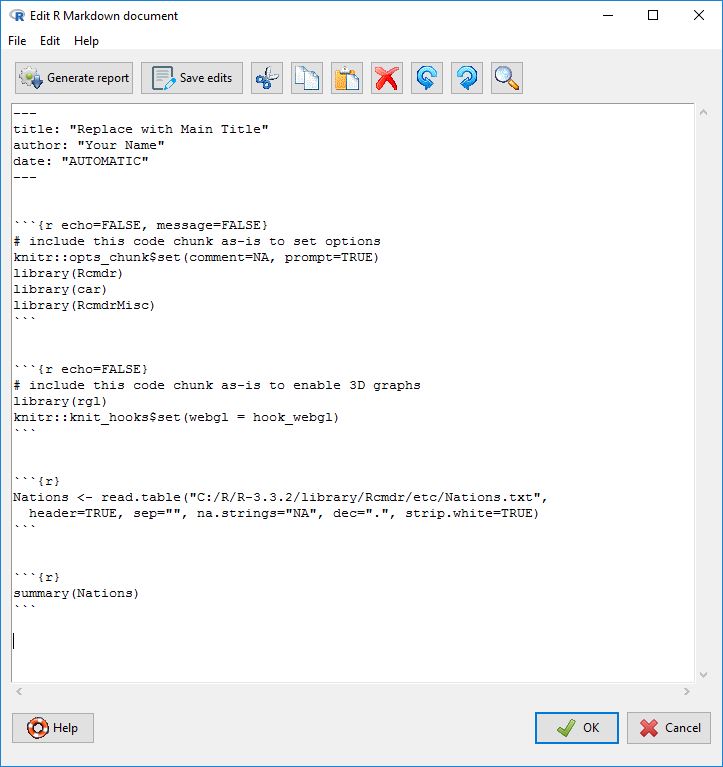 Edit R Markdown document
File Edit Help
Generate report Save edits
---
title: "Replace with Main Title"
author: "Your Name"
date: "AUTOMATIC"
---
```{r echo=FALSE, message=FALSE}
# include this code chunk as-is to set options
knitr::opts_chunk$set(comment=NA, prompt=TRUE)
library(Rcmdr)
library(car)
library(RcmdrMisc)
```
```{r echo=FALSE}
# include this code chunk as-is to enable 3D graphs
library(rgl)
knitr::knit_hooks$set(webgl = hook_webgl)
```
```{r}
Nations <- read.table("C:/R/R-3.3.2/library/Rcmdr/etc/Nations.txt",
  header=TRUE, sep="", na.strings="NA", dec=".", strip.white=TRUE)
```
```{r}
summary(Nations)
```
Help OK Cancel